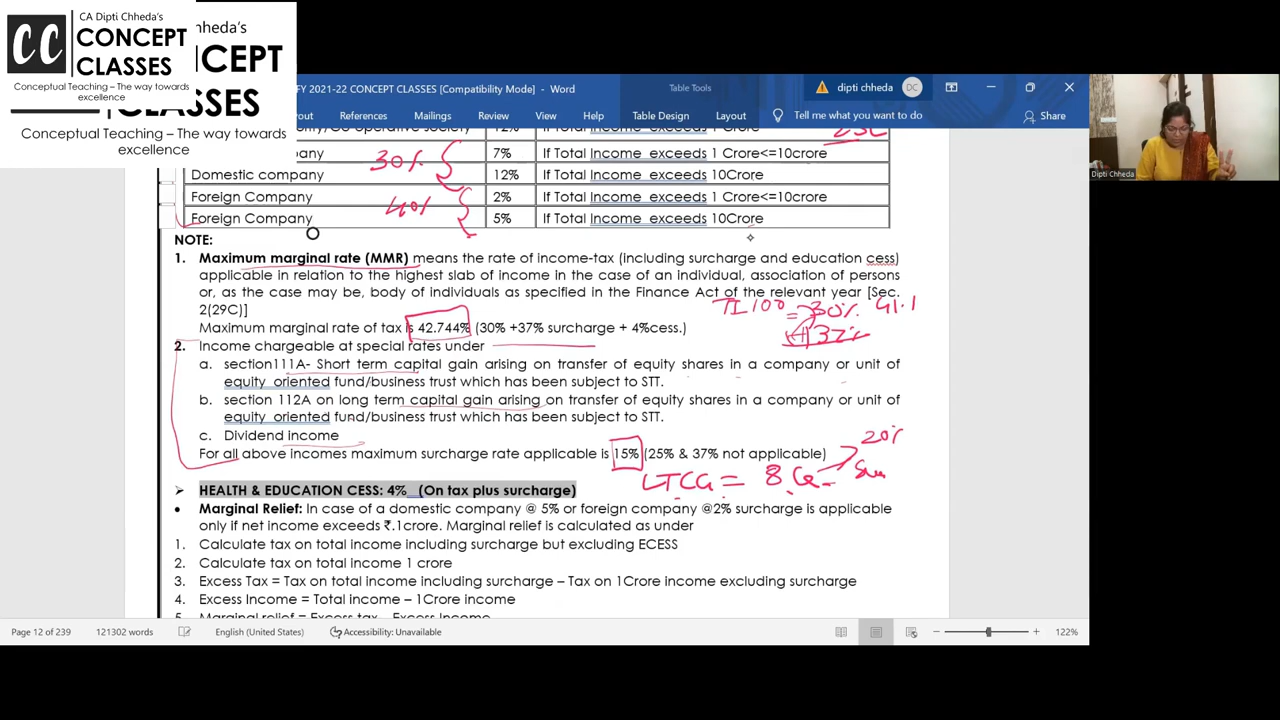 CA Dipti Chheda's
CONCEPT
CLASSES
Conceptual Teaching – The way towards
excellence
hheda's
NCEPT
CLASSES
Conceptual Teaching – The way towards
excellence
FY 2021-22 CONCEPT CLASSES [Compatibility Mode] - Word
Table Tools
dipti chheda DC
References Mailings Review View Help Table Design Layout Tell me what you want to do Share
12% If Total Income exceeds 1 Crore
7% If Total Income exceeds 1 Crore<=10crore
30%
Domestic company 12% If Total Income exceeds 10Crore
Foreign Company 2% If Total Income exceeds 1 Crore<=10crore
40%
Foreign Company 5% If Total Income exceeds 10Crore
Dipti Chheda
NOTE:
1. Maximum marginal rate (MMR) means the rate of income-tax (including surcharge and education cess)
applicable in relation to the highest slab of income in the case of an individual, association of persons
or, as the case may be, body of individuals as specified in the Finance Act of the relevant year [Sec.
2(29C)]
TI 100 = 30%
(+) 37%
Maximum marginal rate of tax is 42.744% (30% +37% surcharge + 4%cess.)
2. Income chargeable at special rates under
a. section111A- Short term capital gain arising on transfer of equity shares in a company or unit of
equity oriented fund/business trust which has been subject to STT.
b. section 112A on long term capital gain arising on transfer of equity shares in a company or unit of
equity oriented fund/business trust which has been subject to STT.
c. Dividend income
20%
For all above incomes maximum surcharge rate applicable is 15% (25% & 37% not applicable)
LTCG = 8 Cr
HEALTH & EDUCATION CESS: 4% (On tax plus surcharge)
Marginal Relief: In case of a domestic company @ 5% or foreign company @2% surcharge is applicable
only if net income exceeds ₹.1crore. Marginal relief is calculated as under
1. Calculate tax on total income including surcharge but excluding ECESS
2. Calculate tax on total income 1 crore
3. Excess Tax = Tax on total income including surcharge – Tax on 1Crore income excluding surcharge
4. Excess Income = Total income – 1Crore income
Page 12 of 239 121302 words English (United States) Accessibility: Unavailable 122%